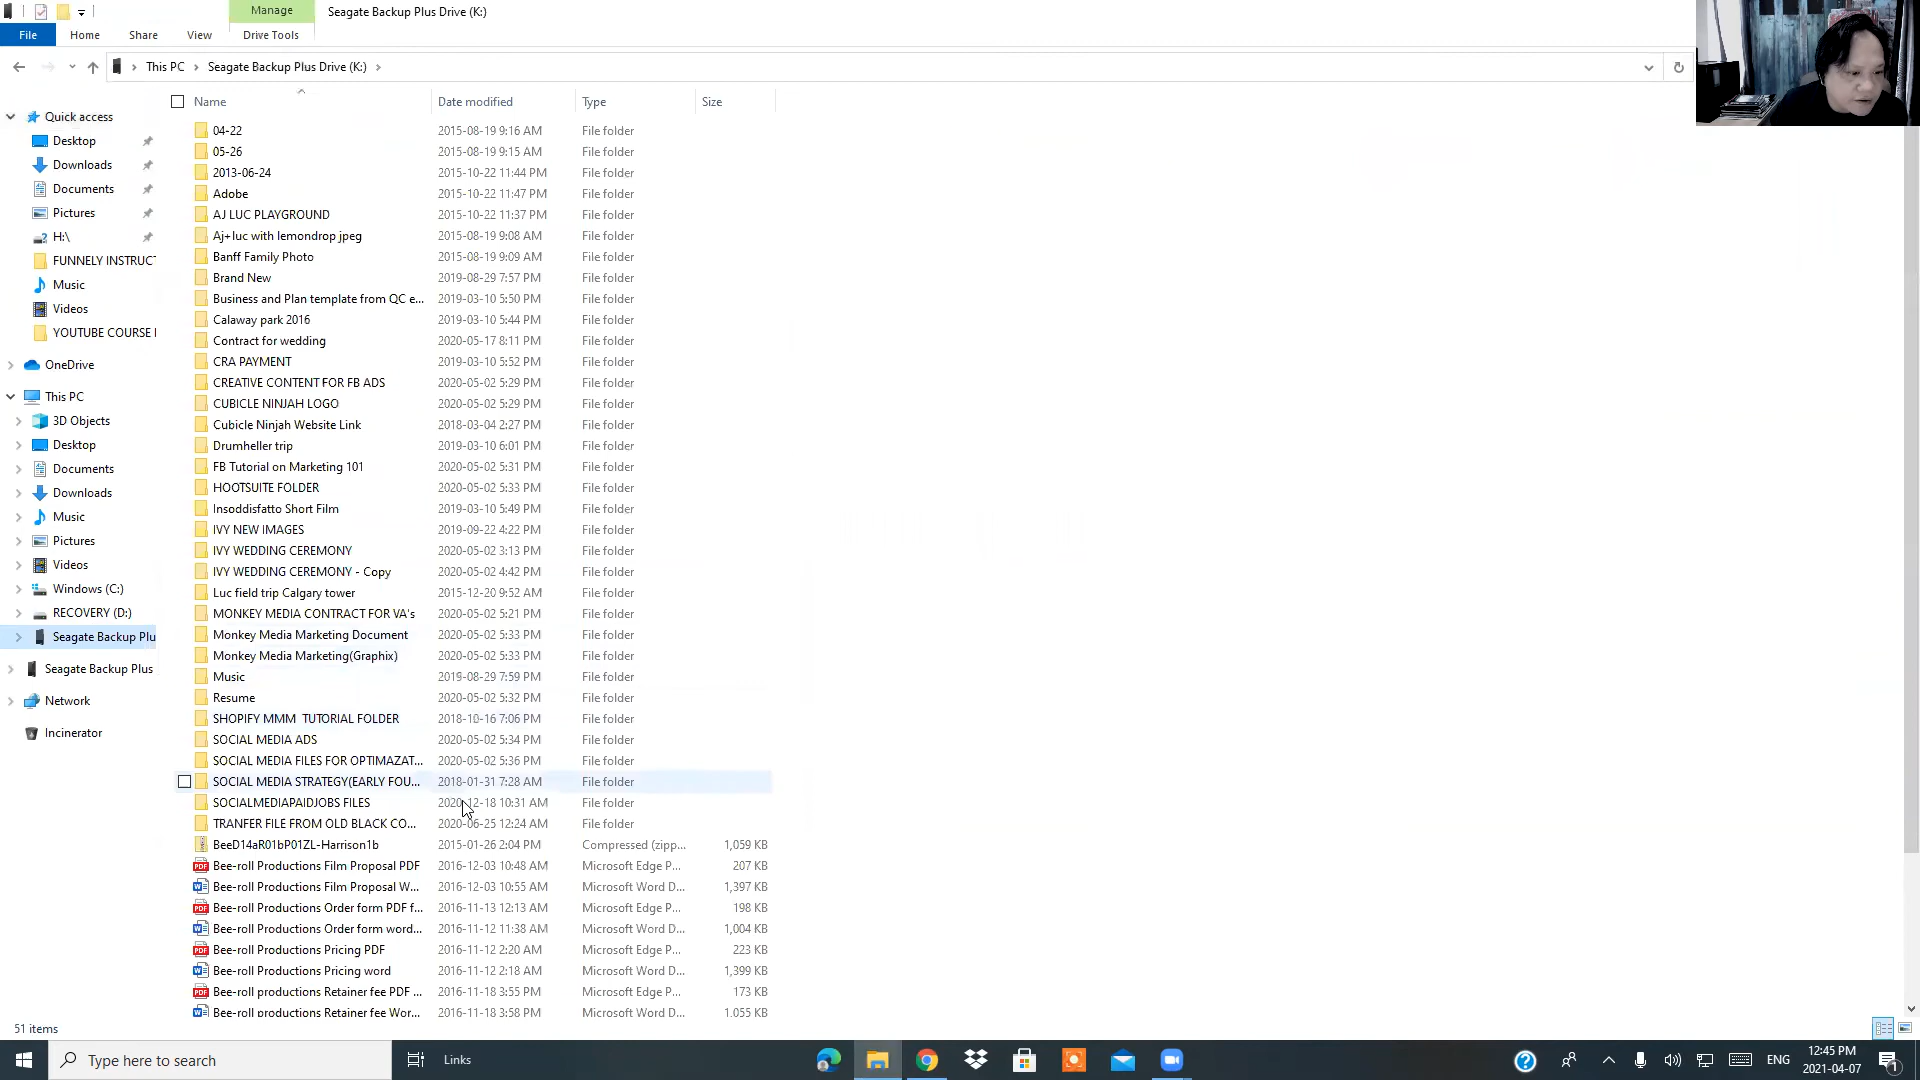 Manage
Seagate Backup Plus Drive (K:)
File
Home
Share
View
Drive Tools
This PC
Seagate Backup Plus Drive (K:)
Name
Date modified
Type
Size
Quick access
Desktop
Downloads
Documents
Pictures
H:\
FUNNELY INSTRUCT
Music
Videos
YOUTUBE COURSE I
OneDrive
This PC
3D Objects
Desktop
Documents
Downloads
Music
Pictures
Videos
Windows (C:)
RECOVERY (D:)
Seagate Backup Plu
Seagate Backup Plus
Network
Incinerator
04-22 2015-08-19 9:16 AM File folder
05-26 2015-08-19 9:15 AM File folder
2013-06-24 2015-10-22 11:44 PM File folder
Adobe 2015-10-22 11:47 PM File folder
AJ LUC PLAYGROUND 2015-10-22 11:37 PM File folder
Aj+luc with lemondrop jpeg 2015-08-19 9:08 AM File folder
Banff Family Photo 2015-08-19 9:09 AM File folder
Brand New 2019-08-29 7:57 PM File folder
Business and Plan template from QC e... 2019-03-10 5:50 PM File folder
Calaway park 2016 2019-03-10 5:44 PM File folder
Contract for wedding 2020-05-17 8:11 PM File folder
CRA PAYMENT 2019-03-10 5:52 PM File folder
CREATIVE CONTENT FOR FB ADS 2020-05-02 5:29 PM File folder
CUBICLE NINJAH LOGO 2020-05-02 5:29 PM File folder
Cubicle Ninjah Website Link 2018-03-04 2:27 PM File folder
Drumheller trip 2019-03-10 6:01 PM File folder
FB Tutorial on Marketing 101 2020-05-02 5:31 PM File folder
HOOTSUITE FOLDER 2020-05-02 5:33 PM File folder
Insoddisfatto Short Film 2019-03-10 5:49 PM File folder
IVY NEW IMAGES 2019-09-22 4:22 PM File folder
IVY WEDDING CEREMONY 2020-05-02 3:13 PM File folder
IVY WEDDING CEREMONY - Copy 2020-05-02 4:42 PM File folder
Luc field trip Calgary tower 2015-12-20 9:52 AM File folder
MONKEY MEDIA CONTRACT FOR VA's 2020-05-02 5:21 PM File folder
Monkey Media Marketing Document 2020-05-02 5:33 PM File folder
Monkey Media Marketing(Graphix) 2020-05-02 5:33 PM File folder
Music 2019-08-29 7:59 PM File folder
Resume 2020-05-02 5:32 PM File folder
SHOPIFY MMM TUTORIAL FOLDER 2018-10-16 7:06 PM File folder
SOCIAL MEDIA ADS 2020-05-02 5:34 PM File folder
SOCIAL MEDIA FILES FOR OPTIMAZAT... 2020-05-02 5:36 PM File folder
SOCIAL MEDIA STRATEGY(EARLY FOU... 2018-01-31 7:28 AM File folder
SOCIALMEDIAPAIDJOBS FILES 2020-12-18 10:31 AM File folder
TRANFER FILE FROM OLD BLACK CO... 2020-06-25 12:24 AM File folder
BeeD14aR01bP01ZL-Harrison1b 2015-01-26 2:04 PM Compressed (zipp... 1,059 KB
Bee-roll Productions Film Proposal PDF 2016-12-03 10:48 AM Microsoft Edge P... 207 KB
Bee-roll Productions Film Proposal W... 2016-12-03 10:55 AM Microsoft Word D... 1,397 KB
Bee-roll Productions Order form PDF f... 2016-11-13 12:13 AM Microsoft Edge P... 198 KB
Bee-roll Productions Order form word... 2016-11-12 11:38 AM Microsoft Word D... 1,004 KB
Bee-roll Productions Pricing PDF 2016-11-12 2:20 AM Microsoft Edge P... 223 KB
Bee-roll Productions Pricing word 2016-11-12 2:18 AM Microsoft Word D... 1,399 KB
Bee-roll productions Retainer fee PDF ... 2016-11-18 3:55 PM Microsoft Edge P... 173 KB
Bee-roll productions Retainer fee Wor... 2016-11-18 3:58 PM Microsoft Word D... 1,055 KB
51 items
Type here to search
Links
ENG
12:45 PM
2021-04-07
1